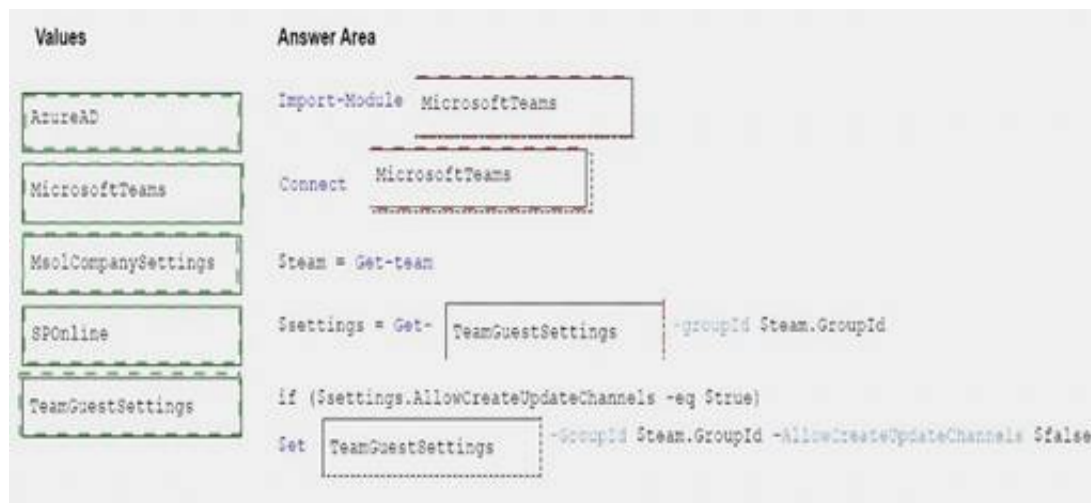 Values
Answer Area
AzureAD
MicrosoftTeams
MsolCompanySettings
SPOnline
TeamGuestSettings
Import-Module MicrosoftTeams
Connect MicrosoftTeams
$team = Get-team
$settings = Get- TeamGuestSettings -groupId $team.GroupId
if ($settings.AllowCreateUpdateChannels -eq $true)
Set TeamGuestSettings -GroupId $team.GroupId -AllowCreateUpdateChannels $false